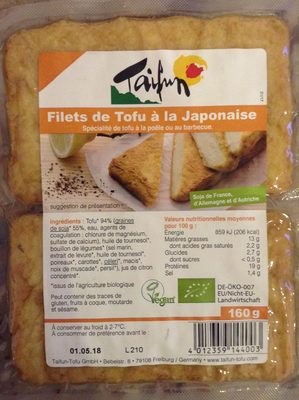 Taifun
Filets de Tofu à la Japonaise
Spécialité de tofu à la poêle ou au barbecue.
Soja de France,
d'Allemagne et d'Autriche
suggestion de présentation
Ingrédients : Tofu* 94% (graines
de soja* 55%, eau, agents de
coagulation : chlorure de magnésium,
sulfate de calcium), huile de tournesol*,
bouillon de légumes* (sel marin,
extrait de levure*, huile de tournesol*,
poireaux*, carottes*, céleri*, macis*,
noix de muscade*, persil*), jus de citron
concentré*
*issus de l'agriculture biologique
Peut contenir des traces de
gluten, fruits à coque, moutarde
et sésame.
Valeurs nutritionnelles moyennes
pour 100 g :
Energie 859 kJ (206 kcal)
Matières grasses 13 g
dont acides gras saturés 2,2 g
Glucides 2,7 g
dont sucres < 0,5 g
Protéines 19 g
Sel 1,4 g
Vegan
DE-ÖKO-007
EU/Nicht-EU-
Landwirtschaft
160 g
À conserver au froid à 2-7°C.
À consommer de préférence avant le :
01.05.18 L210
4 012359 144003
Taifun-Tofu GmbH • Bebelstr. 8 • 79108 Freiburg / Germany • www.taifun-tofu.com